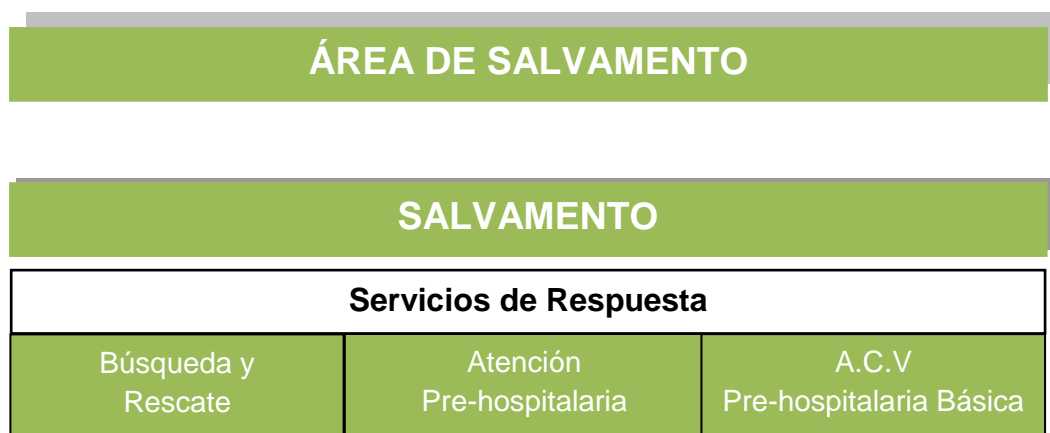 ÁREA DE SALVAMENTO
SALVAMENTO
Servicios de Respuesta
Búsqueda y
Rescate
Atención
Pre-hospitalaria
A.C.V
Pre-hospitalaria Básica